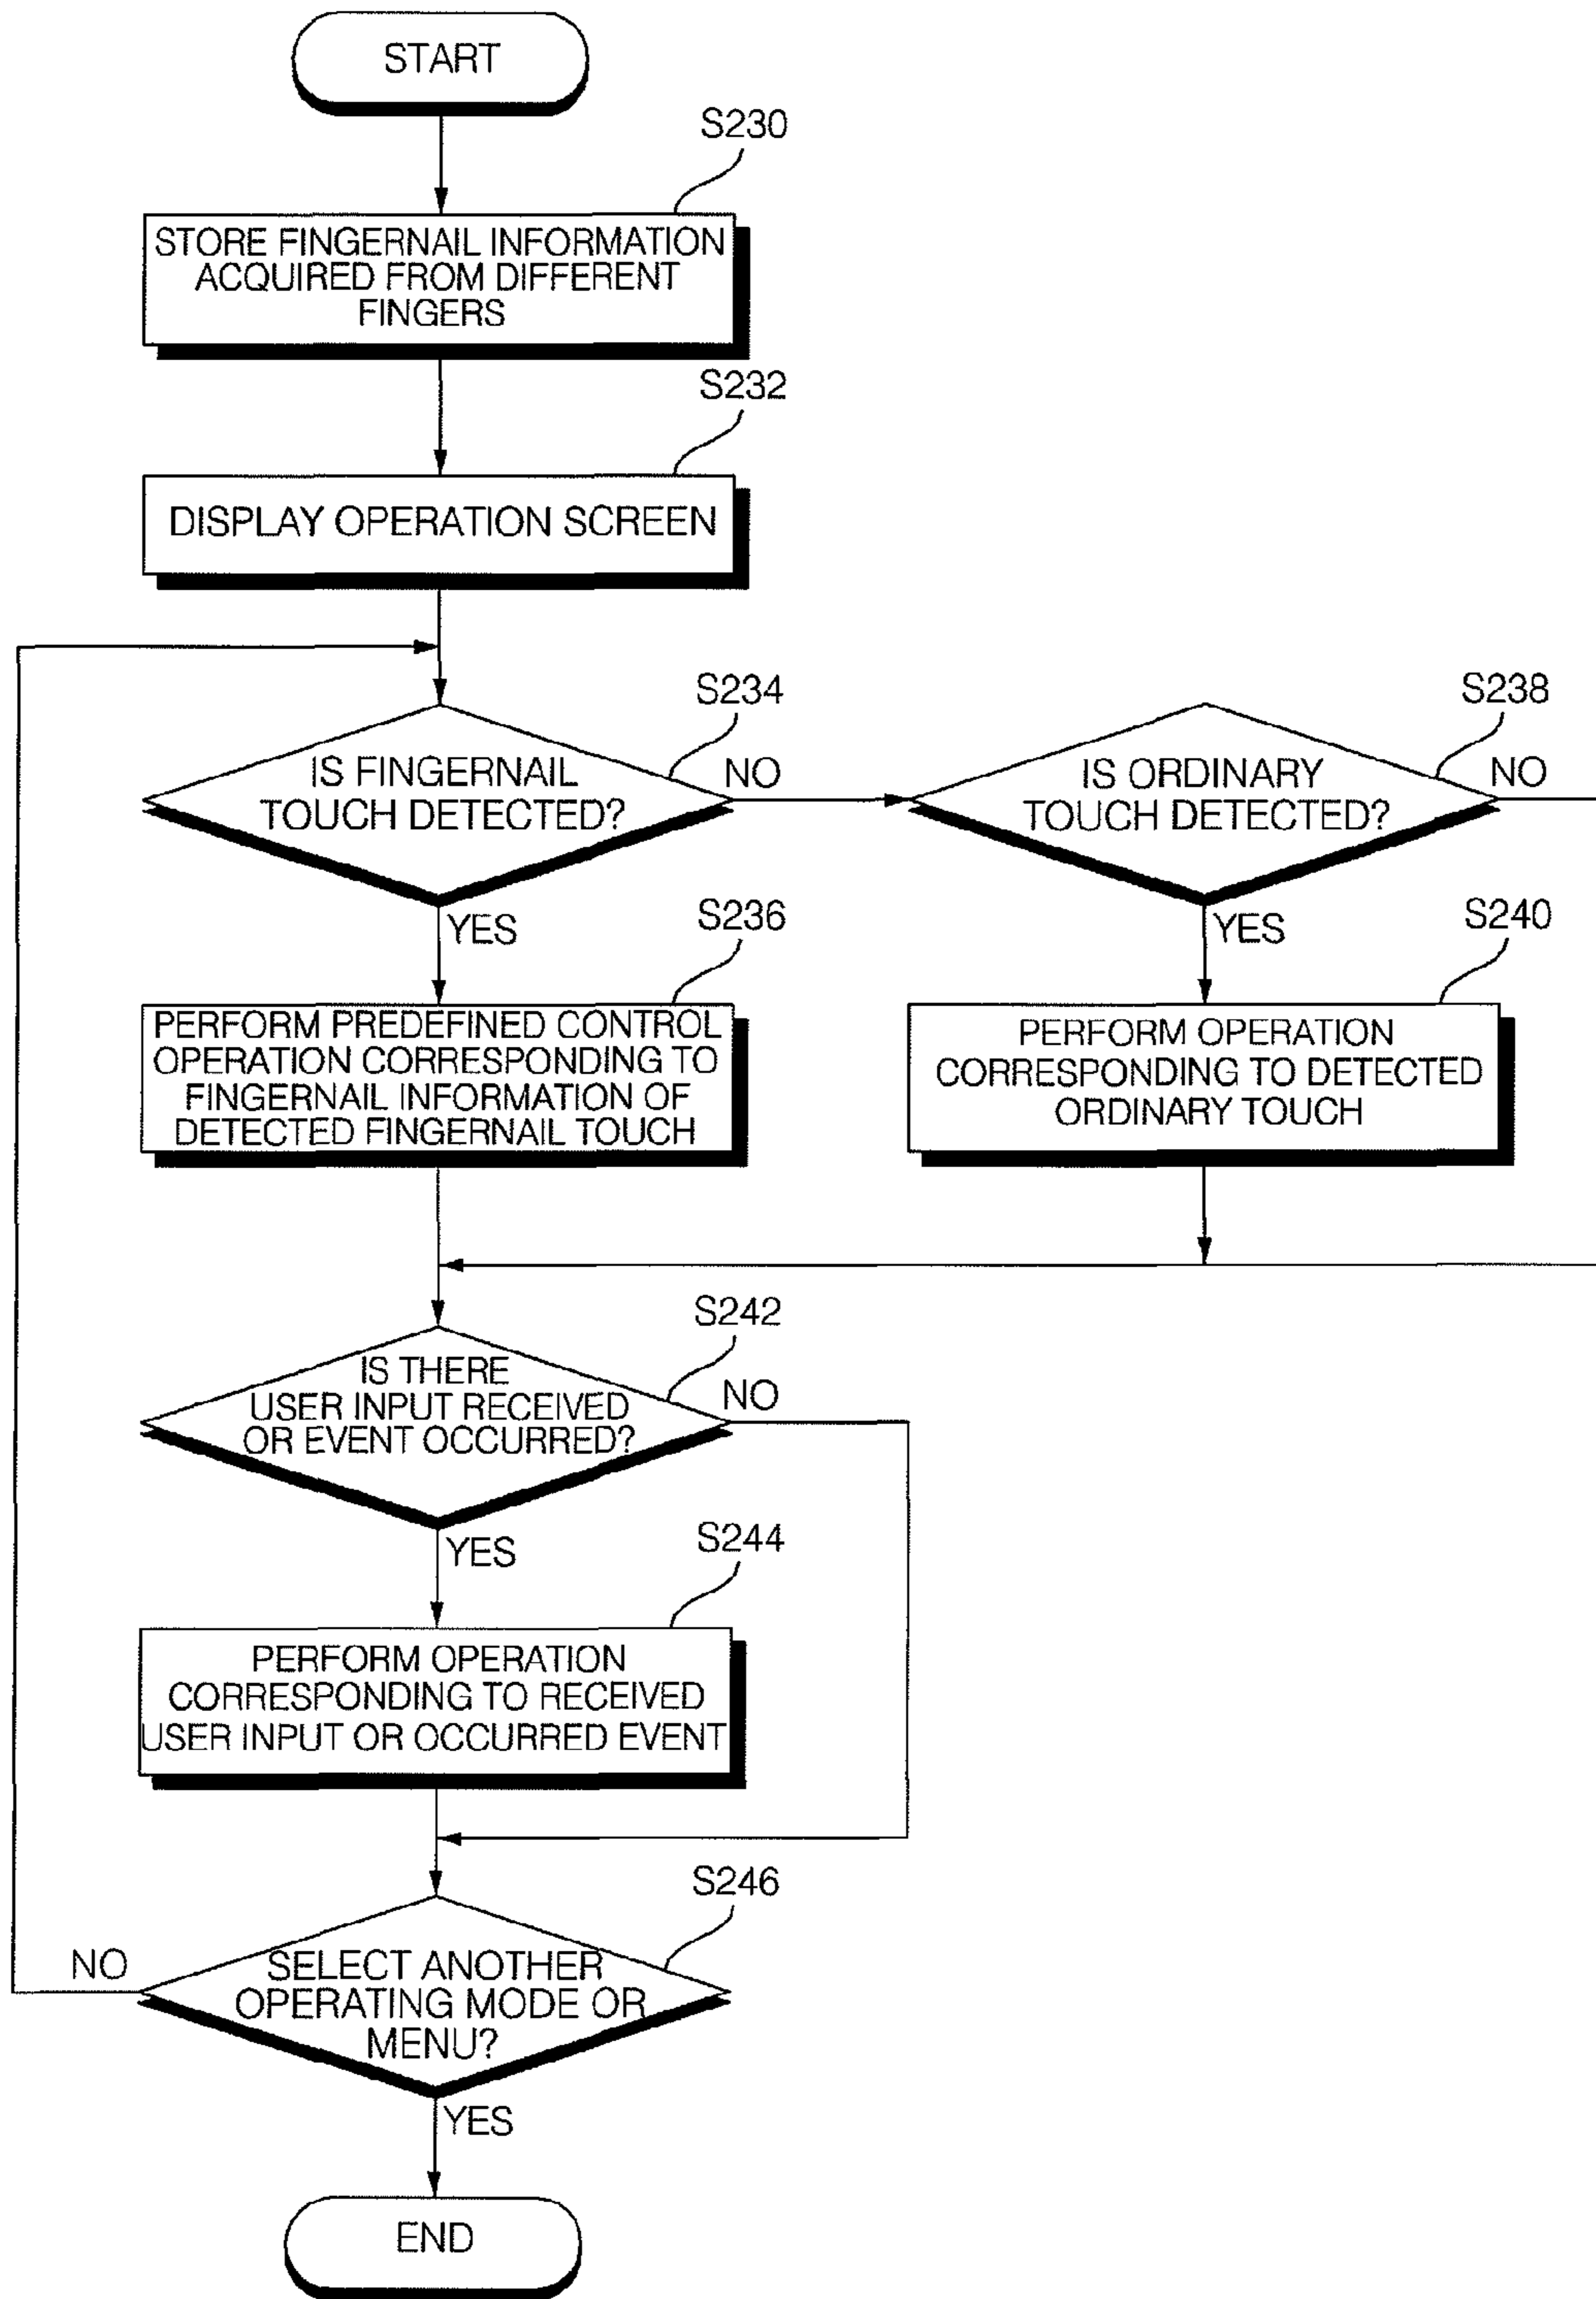 START
S230
STORE FINGERNAIL INFORMATION
ACQUIRED FROM DIFFERENT
FINGERS
S232
DISPLAY OPERATION SCREEN
S234
IS FINGERNAIL
TOUCH DETECTED?
NO
YES
S238
IS ORDINARY
TOUCH DETECTED?
NO
YES
S236
PERFORM PREDEFINED CONTROL
OPERATION CORRESPONDING TO
FINGERNAIL INFORMATION OF
DETECTED FINGERNAIL TOUCH
S240
PERFORM OPERATION
CORRESPONDING TO DETECTED
ORDINARY TOUCH
S242
IS THERE
USER INPUT RECEIVED
OR EVENT OCCURRED?
NO
YES
S244
PERFORM OPERATION
CORRESPONDING TO RECEIVED
USER INPUT OR OCCURRED EVENT
S246
SELECT ANOTHER
OPERATING MODE OR
MENU?
NO
YES
END